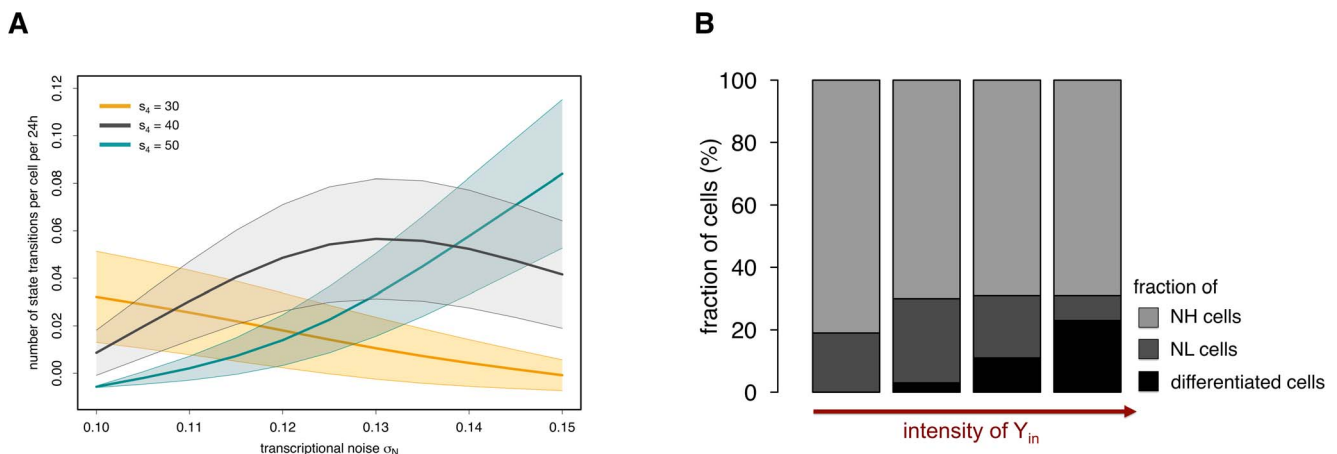 A
number of state transitions per cell per 24h
0.12
0.10
0.08
0.06
0.04
0.02
0.00
s₄ = 30
s₄ = 40
s₄ = 50
0.10 0.11 0.12 0.13 0.14 0.15
transcriptional noise σN
B
fraction of cells (%)
100
80
60
40
20
0
intensity of Yin
fraction of
NH cells
NL cells
differentiated cells